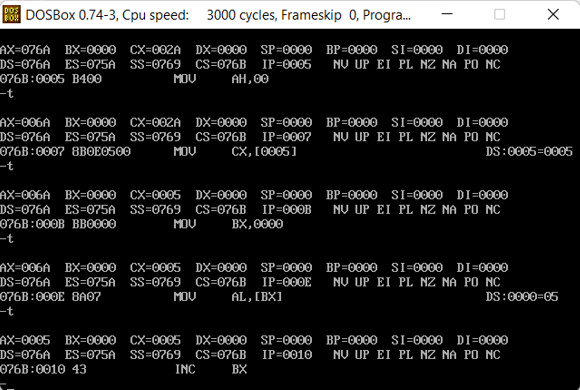 DOSBox 0.74-3, Cpu speed: 3000 cycles, Frameskip 0, Progra...
AX=076A BX=0000 CX=002A DX=0000 SP=0000 BP=0000 SI=0000 DI=0000
DS=076A ES=075A SS=0769 CS=076B IP=0005 NV UP EI PL NZ NA PO NC
076B:0005 B400 MOV AH,00
-t
AX=006A BX=0000 CX=002A DX=0000 SP=0000 BP=0000 SI=0000 DI=0000
DS=076A ES=075A SS=0769 CS=076B IP=0007 NV UP EI PL NZ NA PO NC
076B:0007 8B0E0500 MOV CX,[0005] DS:0005=0005
-t
AX=006A BX=0000 CX=0005 DX=0000 SP=0000 BP=0000 SI=0000 DI=0000
DS=076A ES=075A SS=0769 CS=076B IP=000B NV UP EI PL NZ NA PO NC
076B:000B BB0000 MOV BX,0000
-t
AX=006A BX=0000 CX=0005 DX=0000 SP=0000 BP=0000 SI=0000 DI=0000
DS=076A ES=075A SS=0769 CS=076B IP=000E NV UP EI PL NZ NA PO NC
076B:000E 8A07 MOV AL,[BX] DS:0000=05
-t
AX=0005 BX=0000 CX=0005 DX=0000 SP=0000 BP=0000 SI=0000 DI=0000
DS=076A ES=075A SS=0769 CS=076B IP=0010 NV UP EI PL NZ NA PO NC
076B:0010 43 INC BX
-